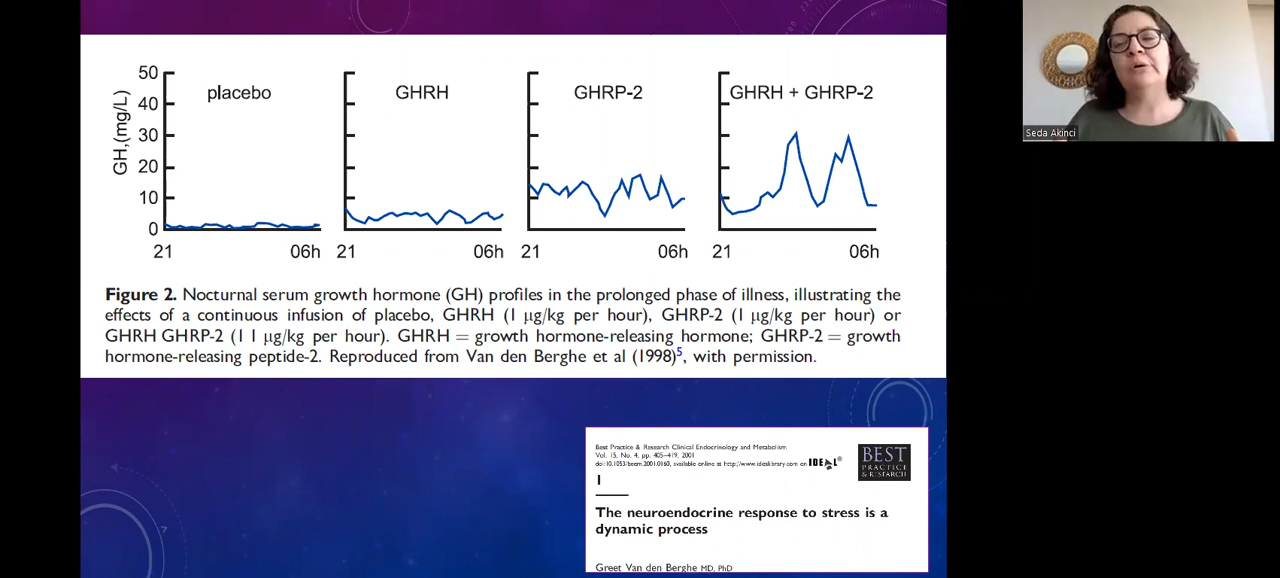 50
40
30
20
10
0
GH,(mg/L)
placebo
GHRH
GHRP-2
GHRH + GHRP-2
21 06h 21 06h 21 06h 21 06h
Figure 2. Nocturnal serum growth hormone (GH) profiles in the prolonged phase of illness, illustrating the
effects of a continuous infusion of placebo, GHRH (1 µg/kg per hour), GHRP-2 (1 µg/kg per hour) or
GHRH GHRP-2 (1 1 µg/kg per hour). GHRH = growth hormone-releasing hormone; GHRP-2 = growth
hormone-releasing peptide-2. Reproduced from Van den Berghe et al (1998)5, with permission.
Seda Akinci
Best Practice & Research Clinical Endocrinology and Metabolism
Vol. 15, No. 4, pp. 405–419, 2001
doi:10.1053/beem.2001.0160, available online at http://www.idealibrary.com on IDEAL®
BEST
PRACTICE
& RESEARCH
1
The neuroendocrine response to stress is a
dynamic process
Greet Van den Berghe MD, PhD
7